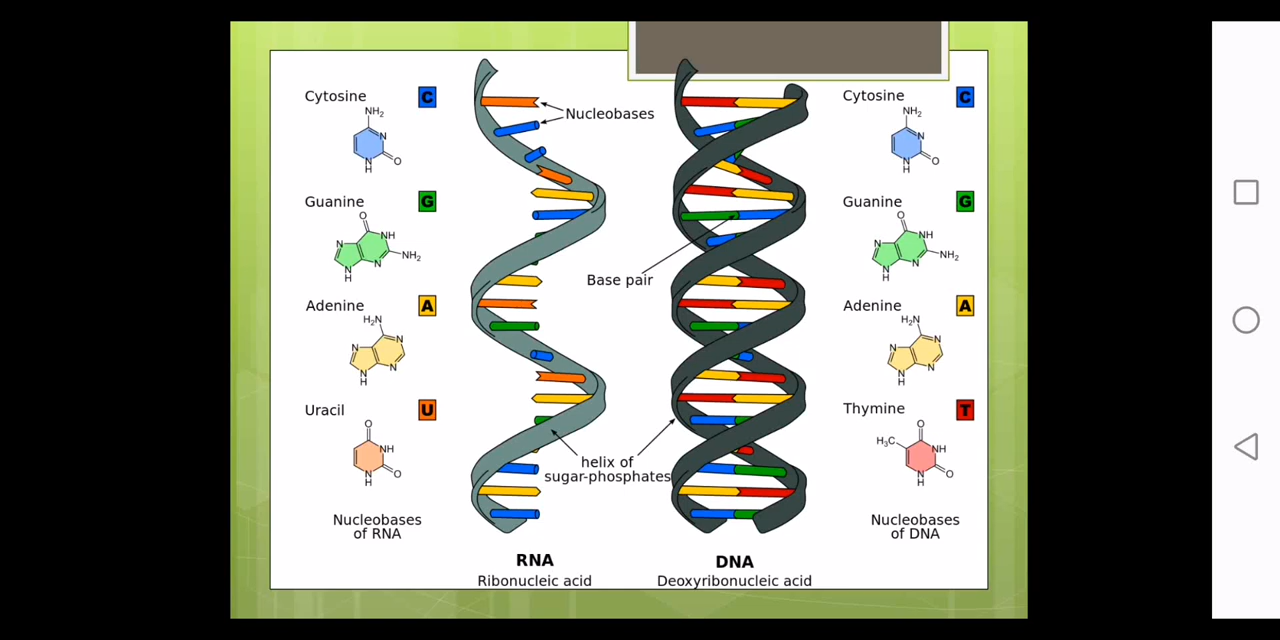 Cytosine
C
NH₂
N
N
H
O
Guanine
G
O
N
NH
N
H
N
NH₂
Adenine
A
H₂N
N
N
N
H
N
Uracil
U
O
NH
N
H
O
Nucleobases
of RNA
Nucleobases
Base pair
helix of
sugar-phosphates
RNA
Ribonucleic acid
DNA
Deoxyribonucleic acid
Cytosine
C
NH₂
N
N
H
O
Guanine
G
O
N
NH
N
H
N
NH₂
Adenine
A
H₂N
N
N
N
H
N
Thymine
T
O
H₃C
NH
N
H
O
Nucleobases
of DNA